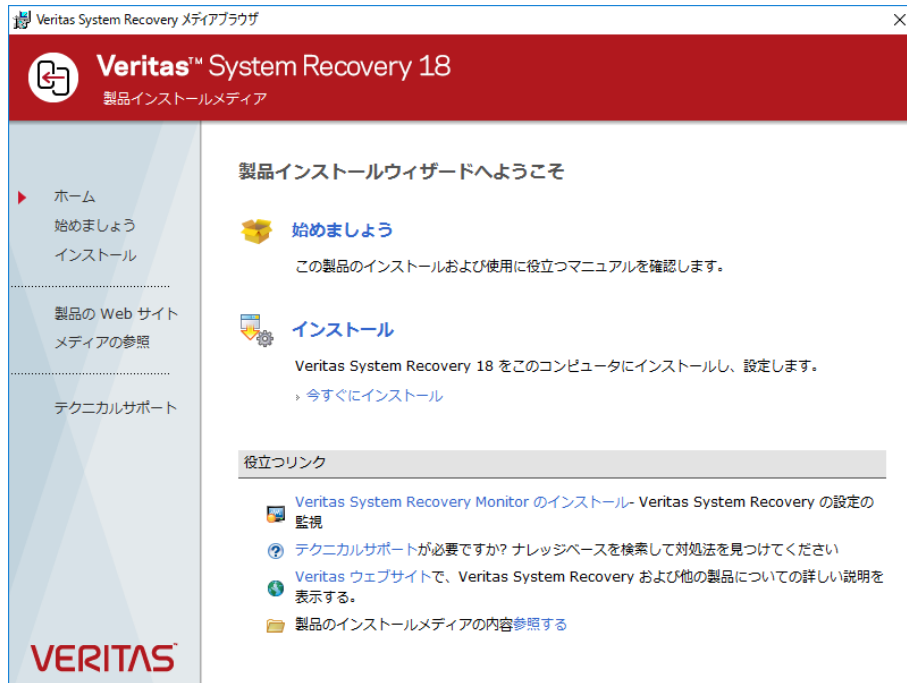 Veritas System Recovery メディアブラウザ
Veritas™ System Recovery 18
製品インストールメディア
ホーム
始めましょう
インストール
製品の Web サイト
メディアの参照
テクニカルサポート
VERITAS
製品インストールウィザードへようこそ
始めましょう
この製品のインストールおよび使用に役立つマニュアルを確認します。
インストール
Veritas System Recovery 18 をこのコンピュータにインストールし、設定します。
» 今すぐにインストール
役立つリンク
Veritas System Recovery Monitor のインストール- Veritas System Recovery の設定の
監視
テクニカルサポートが必要ですか? ナレッジベースを検索して対処法を見つけてください
Veritas ウェブサイトで、Veritas System Recovery および他の製品についての詳しい説明を
表示する。
製品のインストールメディアの内容参照する